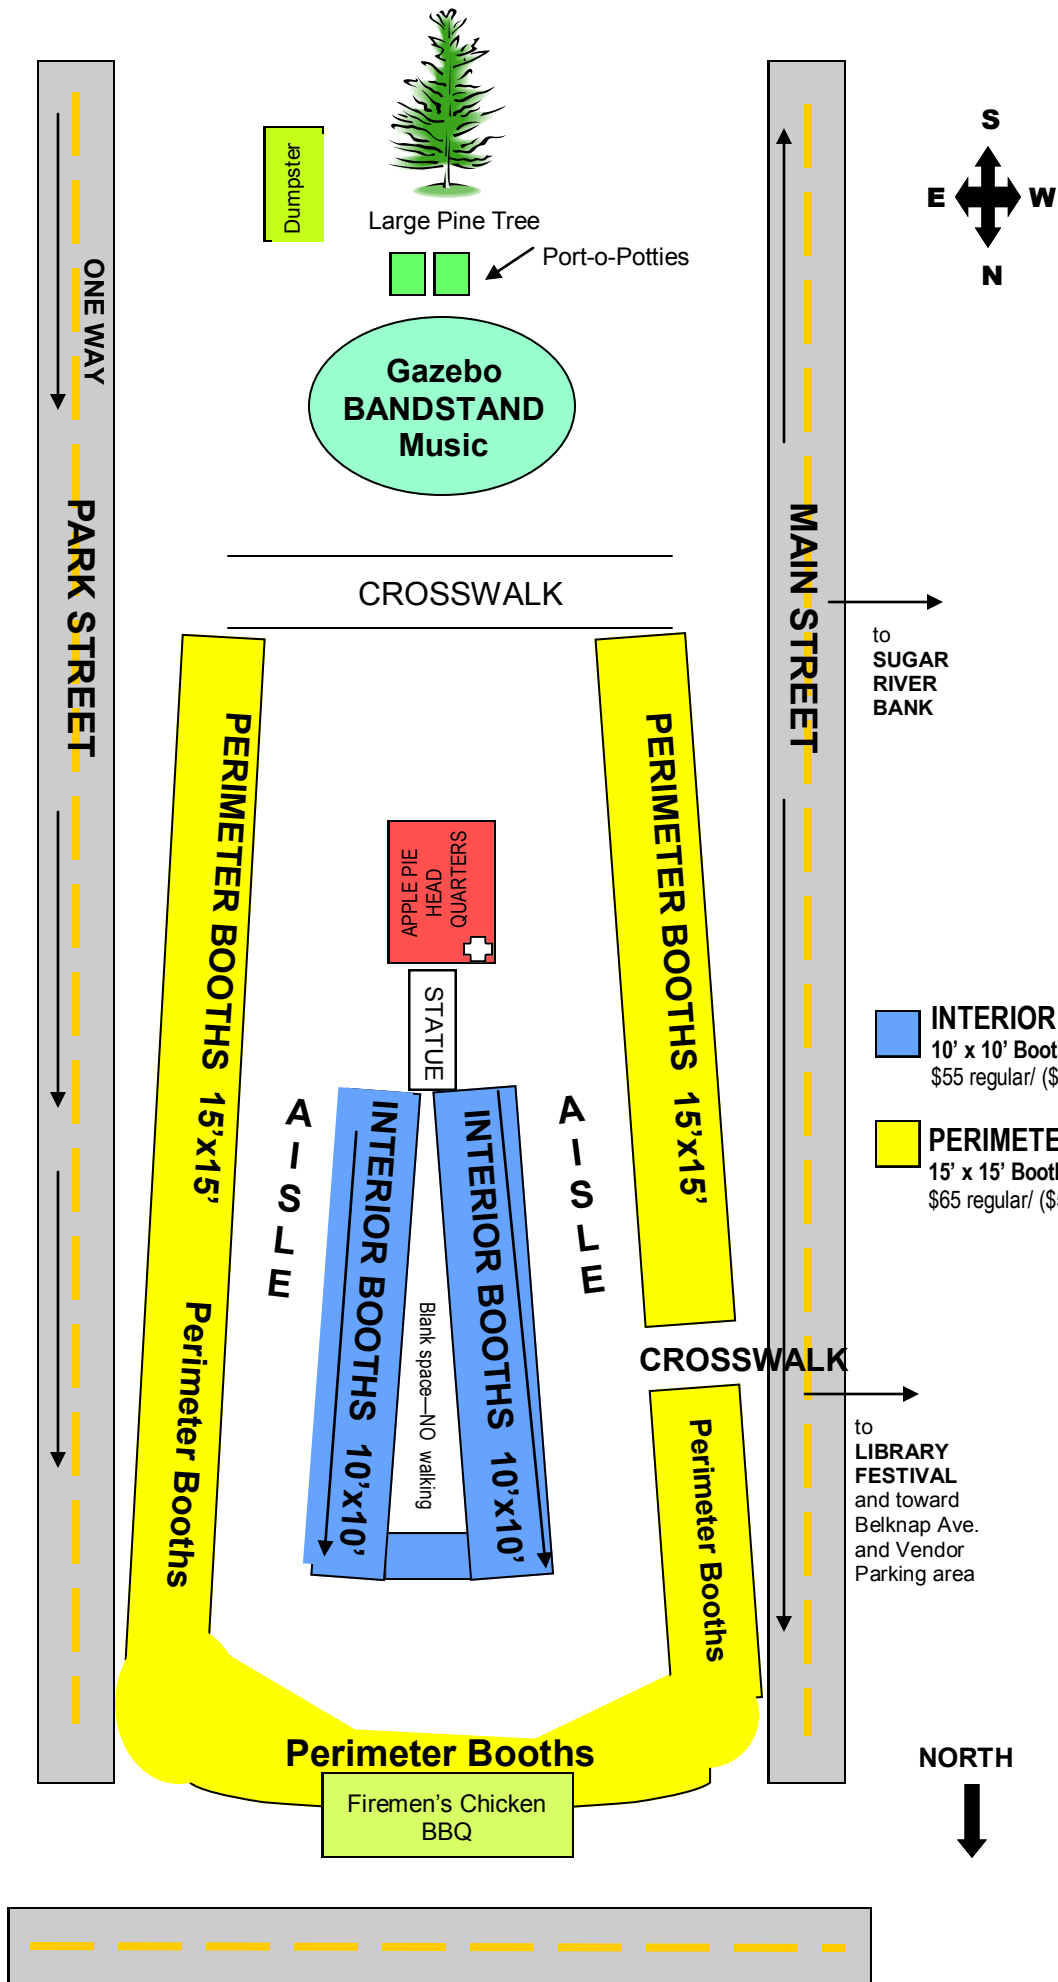 S
E W
N
Dumpster
Large Pine Tree
Port-o-Potties
ONE WAY
Gazebo
BANDSTAND
Music
PARK STREET
MAIN STREET
CROSSWALK
to
SUGAR
RIVER
BANK
PERIMETER BOOTHS 15’x15’
PERIMETER BOOTHS 15’x15’
APPLE PIE
HEAD
QUARTERS
STATUE
INTERIOR
10’ x 10’ Boot
$55 regular/ ($
PERIMETE
15’ x 15’ Booth
$65 regular/ ($
AISLE
AISLE
INTERIOR BOOTHS 10’x10’
INTERIOR BOOTHS 10’x10’
Blank space—NO walking
Perimeter Booths
CROSSWALK
to
LIBRARY
FESTIVAL
and toward
Belknap Ave.
and Vendor
Parking area
Perimeter Booths
Perimeter Booths
Firemen’s Chicken
BBQ
NORTH